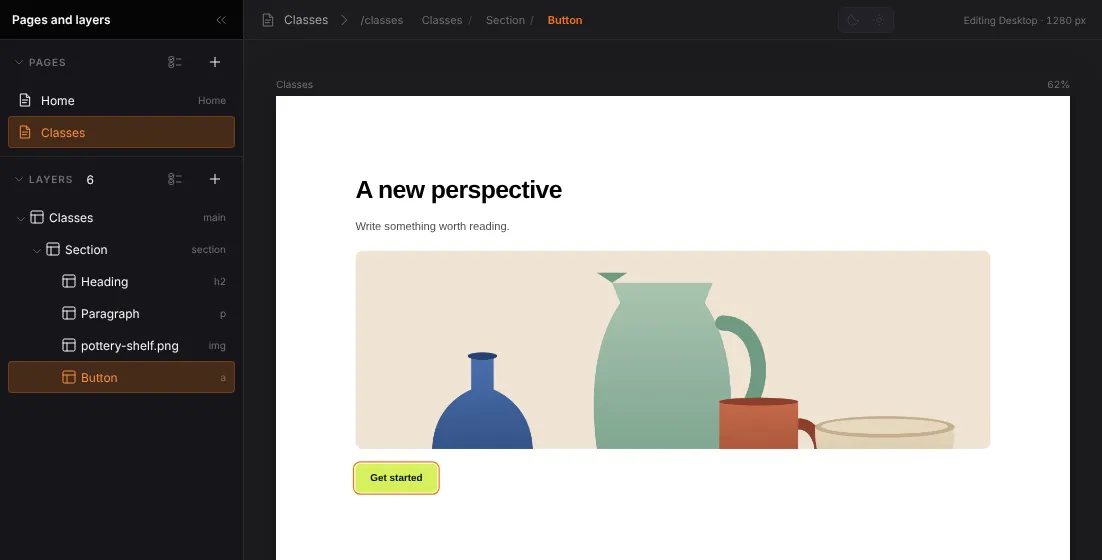 Pages and layers
Classes /classes Classes / Section / Button
Editing Desktop · 1280 px
PAGES
Home Home
Classes
LAYERS 6
Classes main
Section section
Heading h2
Paragraph p
pottery-shelf.png img
Button a
Classes 62%
A new perspective
Write something worth reading.
Get started